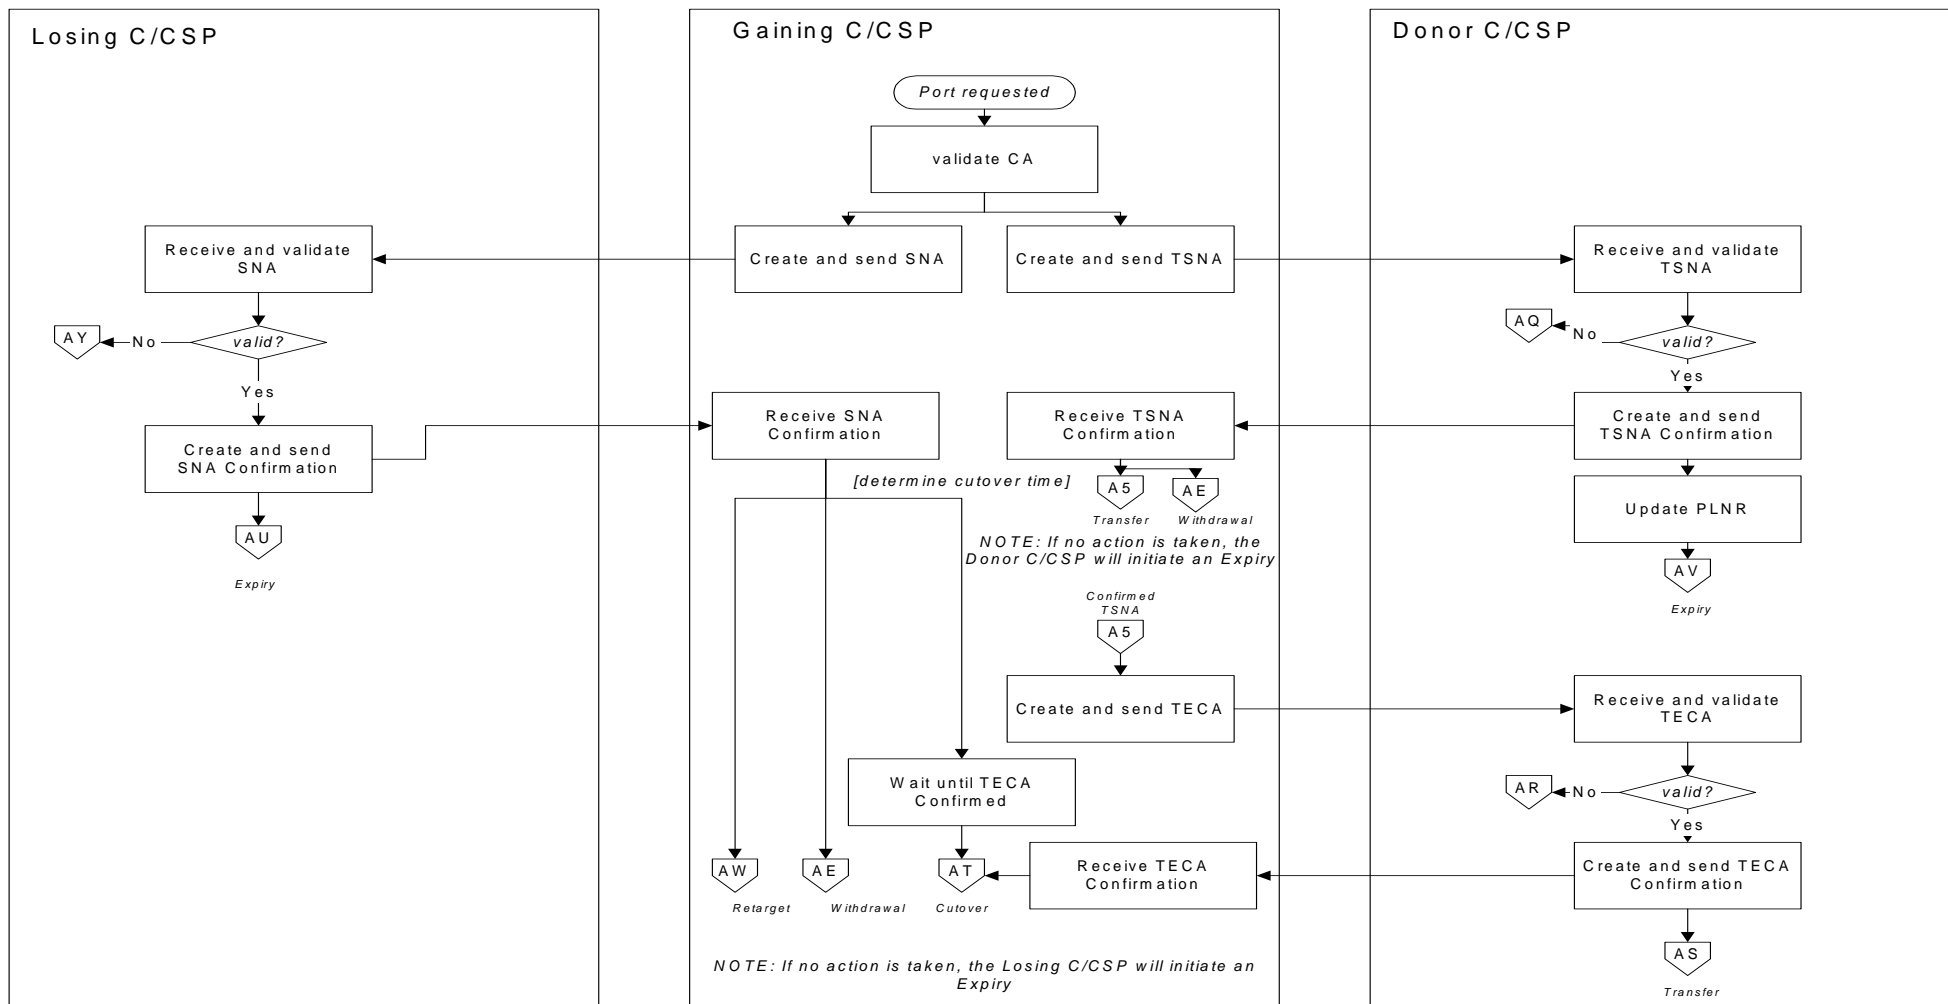 Losing C/CSP
Gaining C/CSP
Donor C/CSP
Port requested
validate CA
Receive and validate
SNA
Create and send SNA
Create and send TSNA
Receive and validate
TSNA
AY
No
valid?
AQ
No
valid?
Yes
Yes
Create and send
SNA Confirmation
Receive SNA
Confirmation
Receive TSNA
Confirmation
Create and send
TSNA Confirmation
[determine cutover time]
A5
AE
Transfer
Withdrawal
Update PLNR
AU
Expiry
NOTE: If no action is taken, the
Donor C/CSP will initiate an Expiry
AV
Expiry
Confirmed
TSNA
A5
Create and send TECA
Receive and validate
TECA
Wait until TECA
Confirmed
AR
No
valid?
Yes
AW
AE
AT
Receive TECA
Confirmation
Create and send TECA
Confirmation
Retarget
Withdrawal
Cutover
AS
Transfer
NOTE: If no action is taken, the Losing C/CSP will initiate an
Expiry